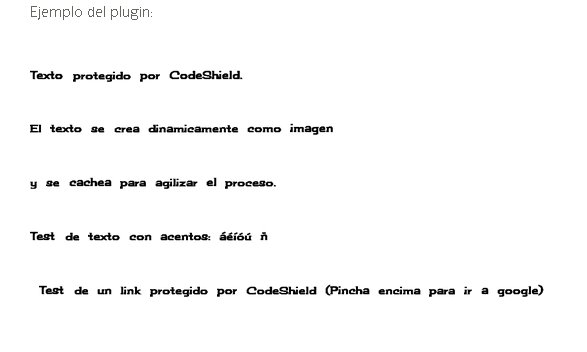 Ejemplo del plugin:
Texto protegido por CodeShield.
El texto se crea dinamicamente como imagen
y se cachea para agilizar el proceso.
Test de texto con acentos: áéíóú ñ
Test de un link protegido por CodeShield (Pincha encima para ir a google)